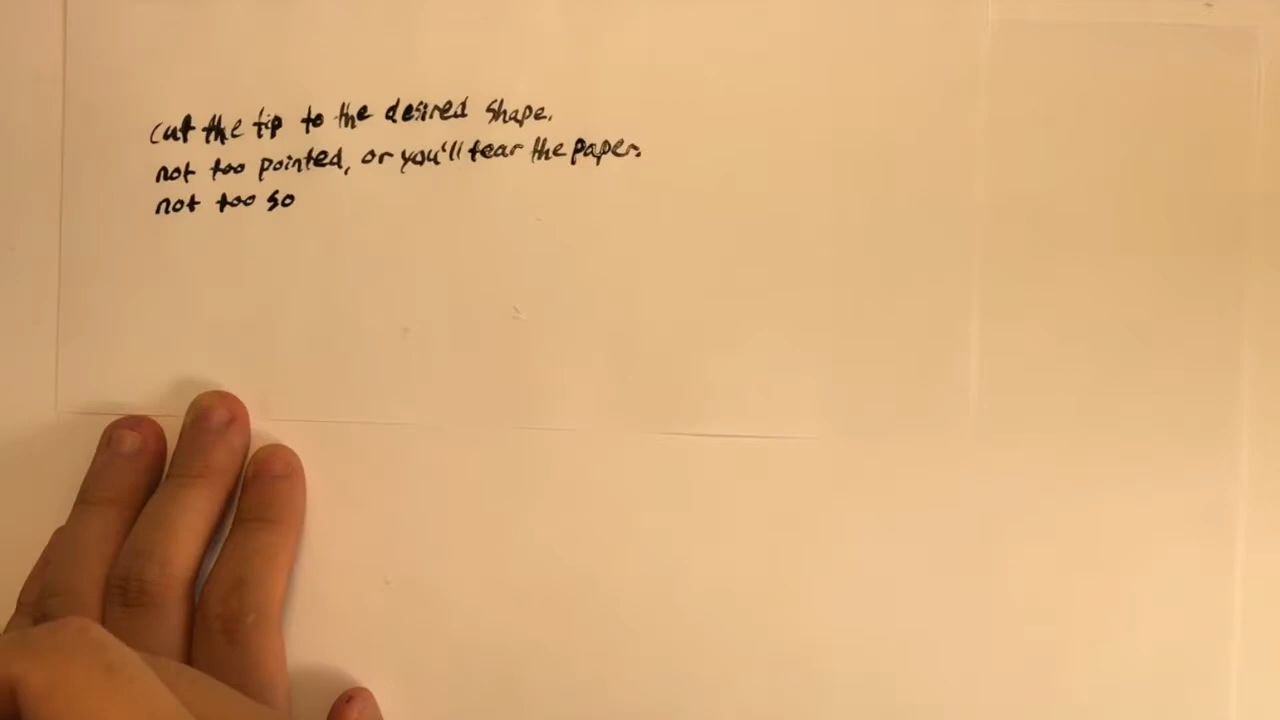 cut the tip to the desired shape.
not too pointed, or you'll tear the paper.
not too so